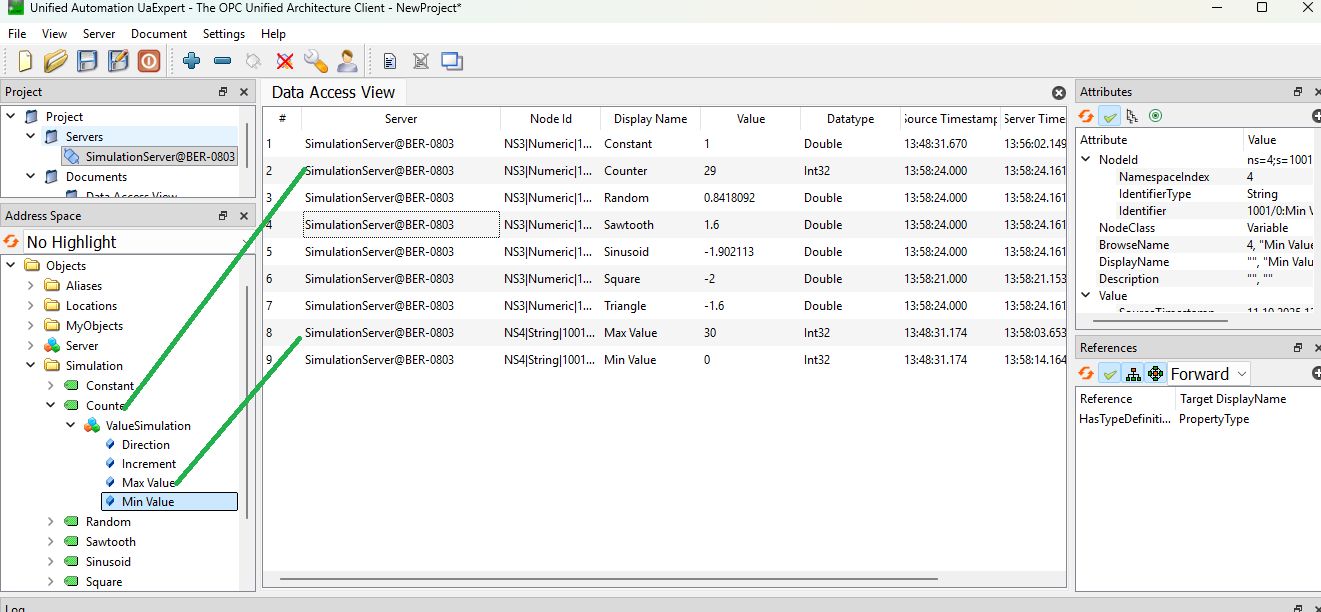 Unified Automation UaExpert - The OPC Unified Architecture Client - NewProject*
File View Server Document Settings Help
Project
Project
Servers
SimulationServer@BER-0803
Documents
Data Access View
Address Space
No Highlight
Objects
Aliases
Locations
MyObjects
Server
Simulation
Constant
Counter
ValueSimulation
Direction
Increment
Max Value
Min Value
Random
Sawtooth
Sinusoid
Square
Data Access View
# Server Node Id Display Name Value Datatype Source Timestamp Server Time
1 SimulationServer@BER-0803 NS3|Numeric|1... Constant 1 Double 13:48:31.670 13:56:02.149
2 SimulationServer@BER-0803 NS3|Numeric|1... Counter 29 Int32 13:58:24.000 13:58:24.161
3 SimulationServer@BER-0803 NS3|Numeric|1... Random 0.8418092 Double 13:58:24.000 13:58:24.161
4 SimulationServer@BER-0803 NS3|Numeric|1... Sawtooth 1.6 Double 13:58:24.000 13:58:24.161
5 SimulationServer@BER-0803 NS3|Numeric|1... Sinusoid -1.902113 Double 13:58:24.000 13:58:24.161
6 SimulationServer@BER-0803 NS3|Numeric|1... Square -2 Double 13:58:21.000 13:58:21.153
7 SimulationServer@BER-0803 NS3|Numeric|1... Triangle -1.6 Double 13:58:24.000 13:58:24.161
8 SimulationServer@BER-0803 NS4|String|1001... Max Value 30 Int32 13:48:31.174 13:58:03.653
9 SimulationServer@BER-0803 NS4|String|1001... Min Value 0 Int32 13:48:31.174 13:58:14.164
Attributes
Attribute Value
NodeId ns=4;s=1001
NamespaceIndex 4
IdentifierType String
Identifier 1001/0:Min V
NodeClass Variable
BrowseName 4, "Min Value
DisplayName "", "Min Valu
Description "", ""
Value
SourceTimestamp 11.10.2025 1
References
Forward
Reference Target DisplayName
HasTypeDefiniti... PropertyType
Log